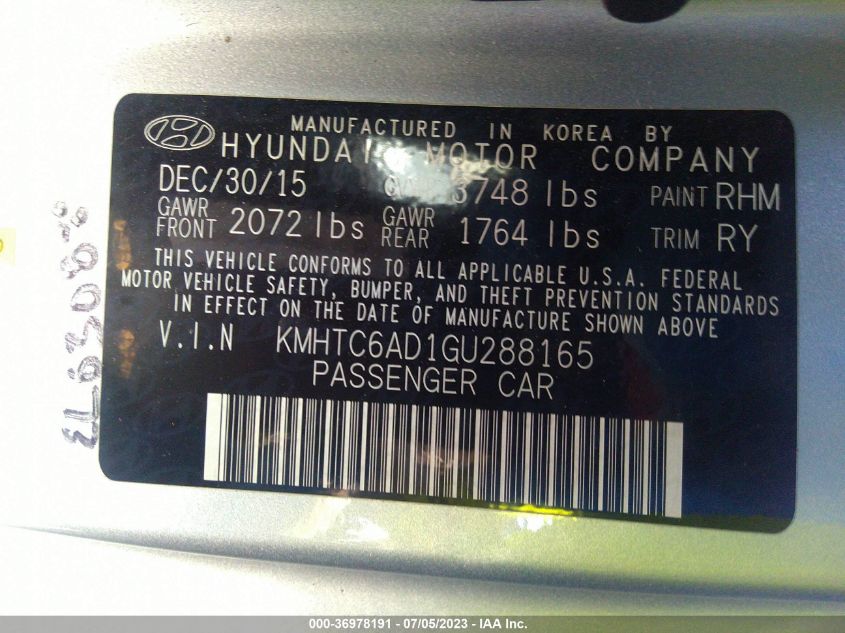 MANUFACTURED IN KOREA BY
HYUNDAI MOTOR COMPANY
DEC/30/15 3748 lbs PAINT RHM
GAWR FRONT 2072 lbs GAWR REAR 1764 lbs TRIM RY
THIS VEHICLE CONFORMS TO ALL APPLICABLE U.S.A. FEDERAL
MOTOR VEHICLE SAFETY, BUMPER, AND THEFT PREVENTION STANDARDS
IN EFFECT ON THE DATE OF MANUFACTURE SHOWN ABOVE
V.I.N KMHTC6AD1GU288165
PASSENGER CAR
000-36978191 - 07/05/2023 - IAA Inc.